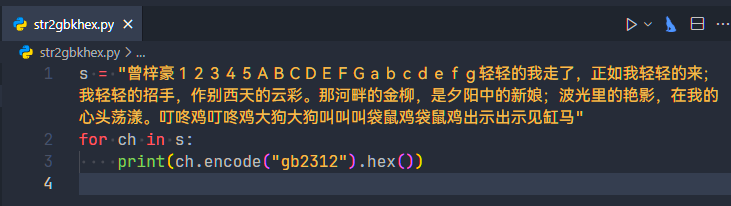 str2gbkhex.py
str2gbkhex.py > ...
1 s = "曾梓豪１２３４５ＡＢＣＤＥＦＧａｂｃｄｅｆｇ轻轻的我走了，正如我轻轻的来；
我轻轻的招手，作别西天的云彩。那河畔的金柳，是夕阳中的新娘；波光里的艳影，在我的
心头荡漾。叮咚鸡叮咚鸡大狗大狗叫叫叫袋鼠鸡袋鼠鸡出示出示见缸马"
2 for ch in s:
3     print(ch.encode("gb2312").hex())
4